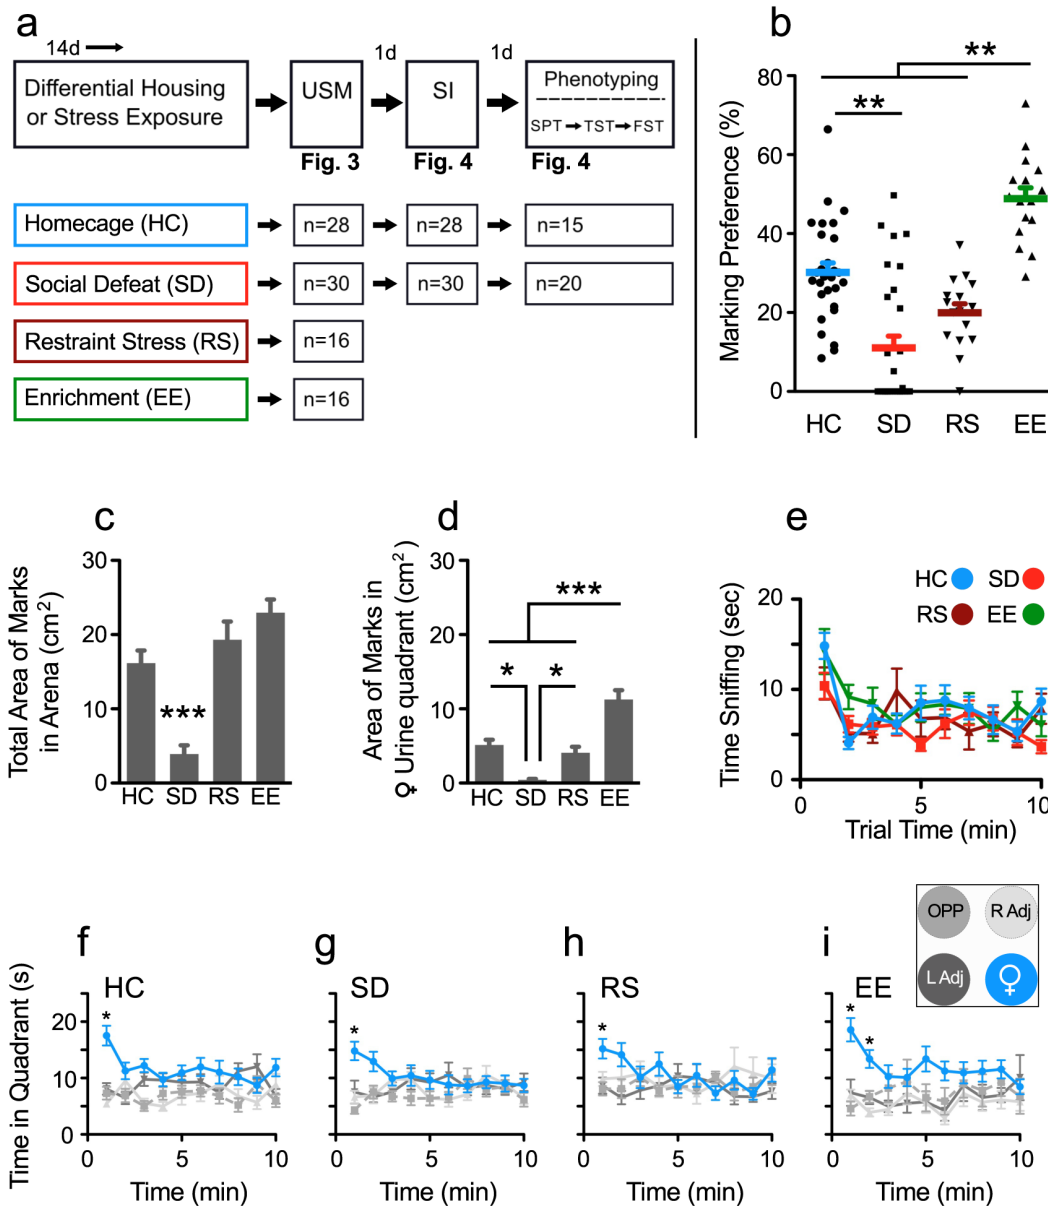 a
14d
1d
1d
Differential Housing
or Stress Exposure
USM
SI
Phenotyping
SPT TST FST
Fig. 3
Fig. 4
Fig. 4
Homecage (HC)
n=28
n=28
n=15
Social Defeat (SD)
n=30
n=30
n=20
Restraint Stress (RS)
n=16
Enrichment (EE)
n=16
b
**
**
Marking Preference (%)
80
60
40
20
0
HC SD RS EE
c
Total Area of Marks
in Arena (cm²)
30
20
10
0
***
HC SD RS EE
d
Area of Marks in
♀ Urine quadrant (cm²)
30
20
10
0
***
* *
HC SD RS EE
e
Time Sniffing (sec)
20
10
0
HC SD
RS EE
0 5 10
Trial Time (min)
OPP R Adj
L Adj ♀
f
HC
Time in Quadrant (s)
20
10
0
*
0 5 10
Time (min)
g
SD
*
0 5 10
Time (min)
h
RS
*
0 5 10
Time (min)
i
EE
*
*
0 5 10
Time (min)